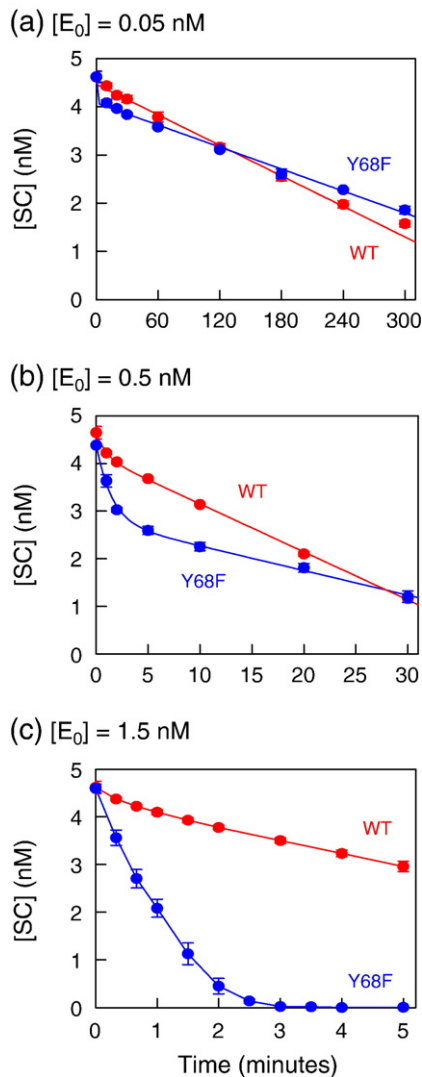 (a) [E₀] = 0.05 nM
5
4
3
2
1
0
[SC] (nM)
Y68F
WT
0 60 120 180 240 300
(b) [E₀] = 0.5 nM
5
4
3
2
1
0
[SC] (nM)
WT
Y68F
0 5 10 15 20 25 30
(c) [E₀] = 1.5 nM
5
4
3
2
1
0
[SC] (nM)
WT
Y68F
0 1 2 3 4 5
Time (minutes)